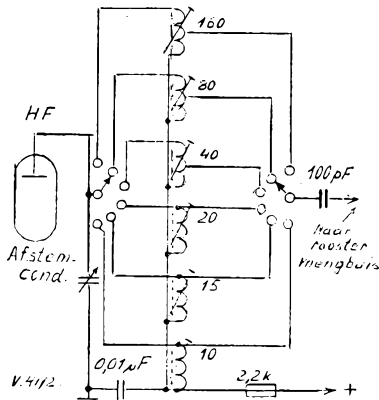 160
HF
80
40
100pF
20
Afstem-
cond.
Naar
rooster
mengbuis
15
10
0,01µF
2,2k
+
V.41/2.